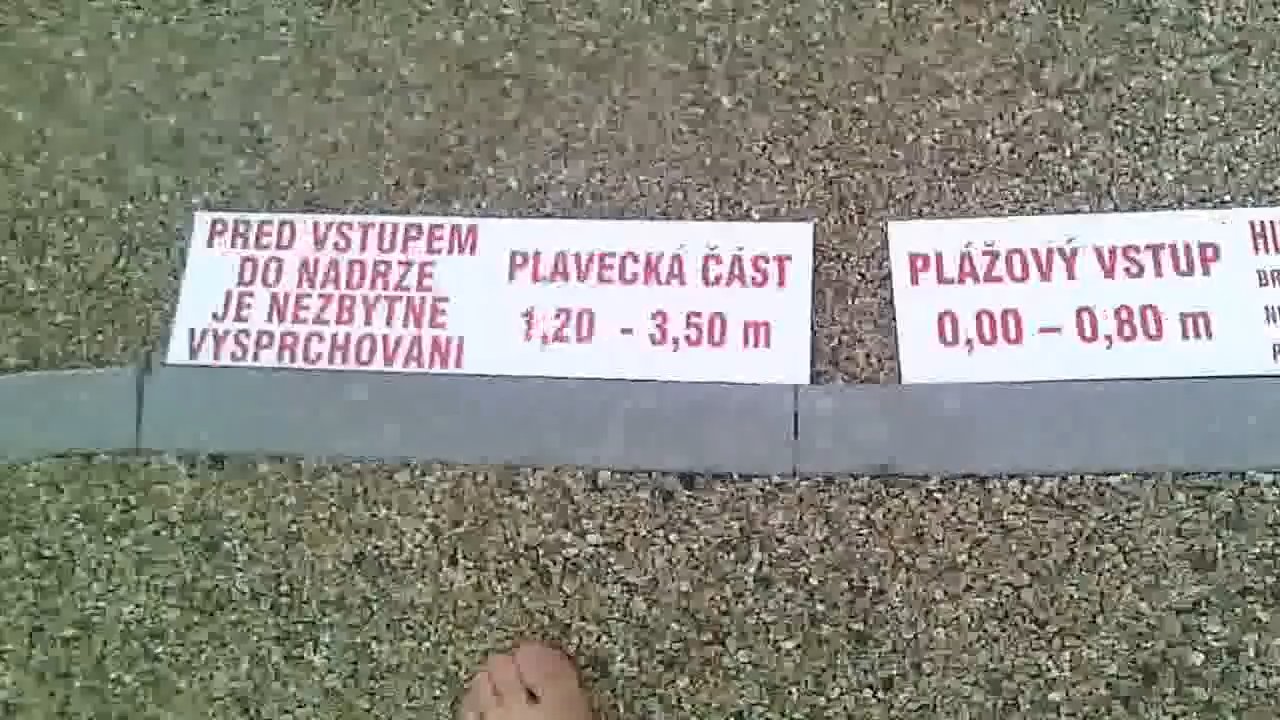 PRED VSTUPEM
DO NADRZE
JE NEZBYTNE
VYSPRCHOVANI
PLAVECKÁ ČÁST
1,20 - 3,50 m
PLÁŽOVÝ VSTUP
0,00 – 0,80 m